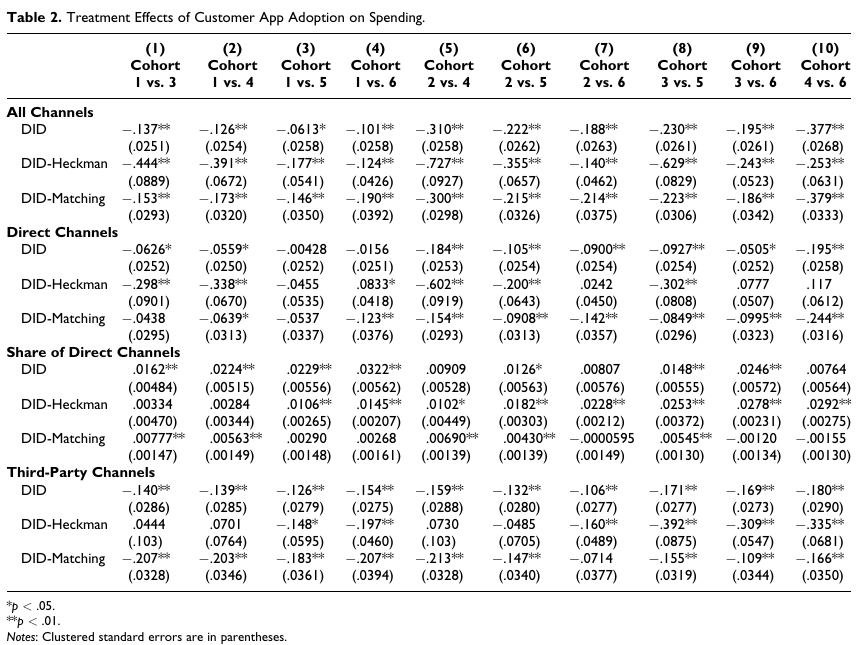 Table 2. Treatment Effects of Customer App Adoption on Spending.
(1) (2) (3) (4) (5) (6) (7) (8) (9) (10)
Cohort Cohort Cohort Cohort Cohort Cohort Cohort Cohort Cohort Cohort
1 vs. 3 1 vs. 4 1 vs. 5 1 vs. 6 2 vs. 4 2 vs. 5 2 vs. 6 3 vs. 5 3 vs. 6 4 vs. 6
All Channels
DID −.137** −.126** −.0613* −.101** −.310** −.222** −.188** −.230** −.195** −.377**
(.0251) (.0254) (.0258) (.0258) (.0258) (.0262) (.0263) (.0261) (.0261) (.0268)
DID-Heckman −.444** −.391** −.177** −.124** −.727** −.355** −.140** −.629** −.243** −.253**
(.0889) (.0672) (.0541) (.0426) (.0927) (.0657) (.0462) (.0829) (.0523) (.0631)
DID-Matching −.153** −.173** −.146** −.190** −.300** −.215** −.214** −.223** −.186** −.379**
(.0293) (.0320) (.0350) (.0392) (.0298) (.0326) (.0375) (.0306) (.0342) (.0333)
Direct Channels
DID −.0626* −.0559* −.00428 −.0156 −.184** −.105** −.0900** −.0927** −.0505* −.195**
(.0252) (.0250) (.0252) (.0251) (.0253) (.0254) (.0254) (.0254) (.0252) (.0258)
DID-Heckman −.298** −.338** −.0455 .0833* −.602** −.200** .0242 −.302** .0777 .117
(.0901) (.0670) (.0535) (.0418) (.0919) (.0643) (.0450) (.0808) (.0507) (.0612)
DID-Matching −.0438 −.0639* −.0537 −.123** −.154** −.0908** −.142** −.0849** −.0995** −.244**
(.0295) (.0313) (.0337) (.0376) (.0293) (.0313) (.0357) (.0296) (.0323) (.0316)
Share of Direct Channels
DID .0162** .0224** .0229** .0322** .00909 .0126* .00807 .0148** .0246** .00764
(.00484) (.00515) (.00556) (.00562) (.00528) (.00563) (.00576) (.00555) (.00572) (.00564)
DID-Heckman .00334 .00284 .0106** .0145** .0102* .0182** .0228** .0253** .0278** .0292**
(.00470) (.00344) (.00265) (.00207) (.00449) (.00303) (.00212) (.00372) (.00231) (.00275)
DID-Matching .00777** .00563** .00290 .00268 .00690** .00430** −.0000595 .00545** −.00120 −.00155
(.00147) (.00149) (.00148) (.00161) (.00139) (.00139) (.00149) (.00130) (.00134) (.00130)
Third-Party Channels
DID −.140** −.139** −.126** −.154** −.159** −.132** −.106** −.171** −.169** −.180**
(.0286) (.0285) (.0279) (.0275) (.0288) (.0280) (.0277) (.0277) (.0273) (.0290)
DID-Heckman .0444 .0701 −.148* −.197** .0730 −.0485 −.160** −.392** −.309** −.335**
(.103) (.0764) (.0595) (.0460) (.103) (.0705) (.0489) (.0875) (.0547) (.0681)
DID-Matching −.207** −.203** −.183** −.207** −.213** −.147** −.0714 −.155** −.109** −.166**
(.0328) (.0346) (.0361) (.0394) (.0328) (.0340) (.0377) (.0319) (.0344) (.0350)
*p < .05.
**p < .01.
Notes: Clustered standard errors are in parentheses.